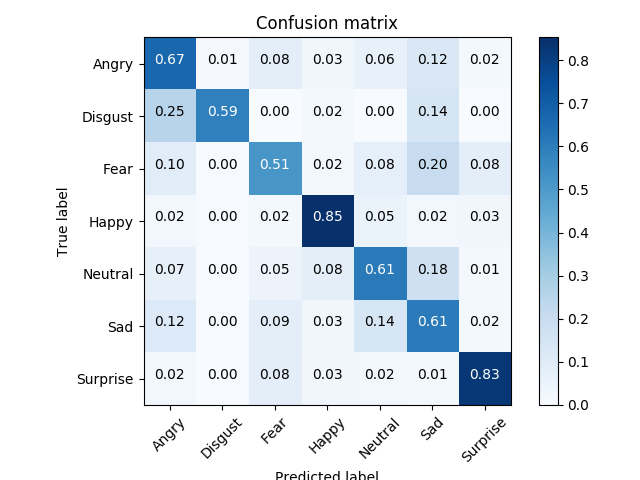 Confusion matrix
Angry 0.67 0.01 0.08 0.03 0.06 0.12 0.02
Disgust 0.25 0.59 0.00 0.02 0.00 0.14 0.00
Fear 0.10 0.00 0.51 0.02 0.08 0.20 0.08
Happy 0.02 0.00 0.02 0.85 0.05 0.02 0.03
Neutral 0.07 0.00 0.05 0.08 0.61 0.18 0.01
Sad 0.12 0.00 0.09 0.03 0.14 0.61 0.02
Surprise 0.02 0.00 0.08 0.03 0.02 0.01 0.83
True label
Angry Disgust Fear Happy Neutral Sad Surprise
Predicted label
0.8
0.7
0.6
0.5
0.4
0.3
0.2
0.1
0.0